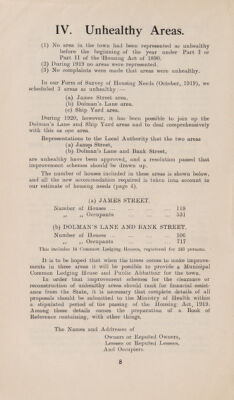 IV. Unhealthy Areas.
(1) No area in the town had been represented as unhealthy
before the beginning of the year under Part I or
Part II of the Housing Act of 1890.
(2) During 1919 no areas were represented.
(3) No complaints were made that areas were unhealthy.
In our Form of Survey of Housing Needs (October, 1919), we
scheduled 3 areas as unhealthy :—
(a) James Street area,
(b) Dolman's Lane area,
(c) Ship Yard area.
During 1920, however, it has been possible to join up the
Dolman's Lane and Ship Yard areas and to deal comprehensively
with this as one area.
Representations to the Local Authority that the two areas
(a) James Street,
(b) Dolman's Lane and Bank Street,
are unhealthy have been approved, and a resolution passed that
improvement schemes should be drawn up.
The number of houses included in these areas is shown below,
and all the new accommodation required is taken into account in
our estimate of housing needs (page 4).
(a) JAMES STREET.
Number of Houses ... ... ... 119
,, ,, Occupants ... ... 531
(b) DOLMAN'S LANE AND BANK STREET.
Number of Houses ... ... ... 106
,, ,, Occupants ... ... 717
This includes 14 Common Lodging Houses, registered for persons.
It is to be hoped that when the times comes to make improve-
ments in these areas it will be possible to provide a Municipal
Common Lodging House and Public Abbattoir for the town.
In order that improvement schemes for the clearance or
reconstruction of unhealthy areas should rank for financial assist-
ance from the State, it is necessary that complete details of all
proposals should be submitted to the Ministry of Health within
a stipulated period of the passing of the Housing Act, 1919.
Among these details comes the preparation of a Book of
Reference containing, with other things,
The Names and Addresses of
Owners or Reputed Owners,
Lessees or Reputed Lessees,
And Occupiers.
8